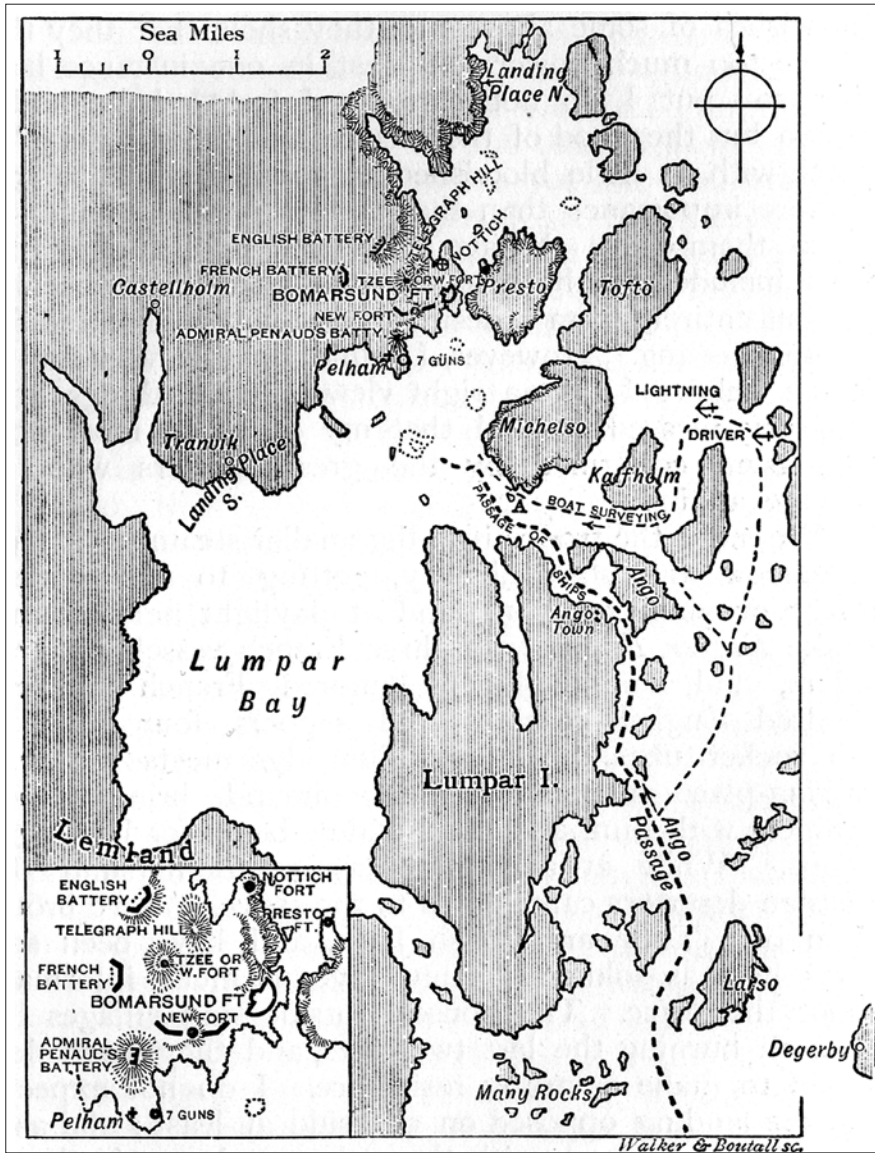 Sea Miles
1 0 1 2
Landing
Place N.
TELEGRAPH HILL
ENGLISH BATTERY
NOTTICH
FRENCH BATTERY
TZEE OR W. FORT
Castellholm
BOMARSUND FT.
Presto
Tofto
NEW FORT
ADMIRAL PENAUD'S BATTY.
Pelham
7 GUNS
LIGHTNING
Michelso
DRIVER
Tranvik
Landing Place
S.
Kalfholm
A
BOAT SURVEYING
PASSAGE OF SHIPS
Ango
Ango
Town
Lumpar
Bay
Lumpar I.
Ango
Passage
Lemland
ENGLISH
BATTERY
NOTTICH
FORT
PRESTO
FT.
TELEGRAPH HILL
TZEE OR
W. FORT
FRENCH
BATTERY
BOMARSUND FT
NEW FORT
ADMIRAL
PENAUD'S
BATTERY
Pelham
7 GUNS
Larso
Degerby
Many Rocks
Walker & Boutall sc.